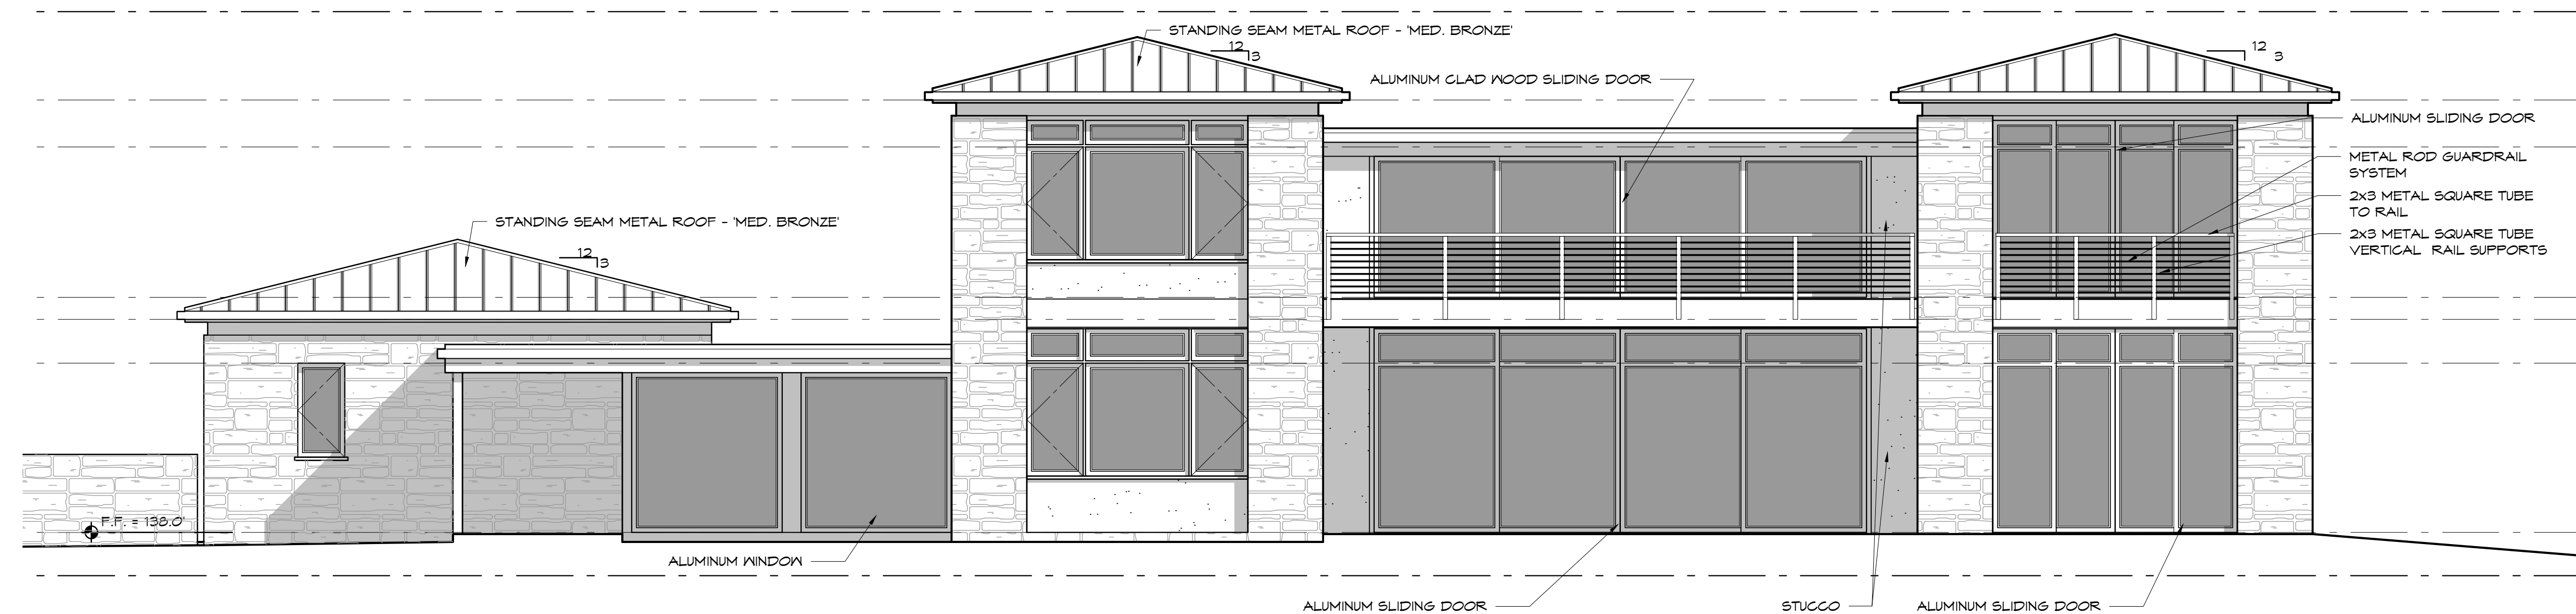 STANDING SEAM METAL ROOF - 'MED. BRONZE'
12
3
12
3
ALUMINUM CLAD WOOD SLIDING DOOR
ALUMINUM SLIDING DOOR
METAL ROD GUARDRAIL
SYSTEM
2x3 METAL SQUARE TUBE
TO RAIL
2x3 METAL SQUARE TUBE
VERTICAL RAIL SUPPORTS
STANDING SEAM METAL ROOF - 'MED. BRONZE'
12
3
F.F. = 138.0'
ALUMINUM WINDOW
ALUMINUM SLIDING DOOR
STUCCO
ALUMINUM SLIDING DOOR